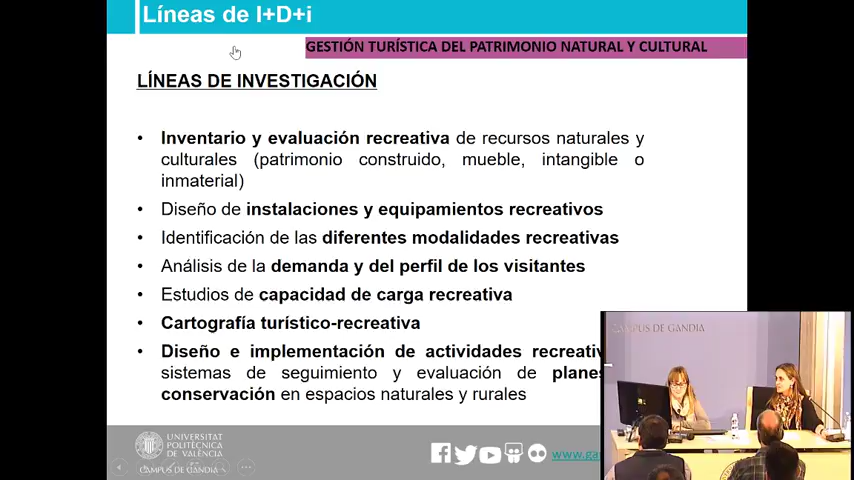 Líneas de I+D+i
GESTIÓN TURÍSTICA DEL PATRIMONIO NATURAL Y CULTURAL
LÍNEAS DE INVESTIGACIÓN
• Inventario y evaluación recreativa de recursos naturales y
culturales (patrimonio construido, mueble, intangible o
inmaterial)
• Diseño de instalaciones y equipamientos recreativos
• Identificación de las diferentes modalidades recreativas
• Análisis de la demanda y del perfil de los visitantes
• Estudios de capacidad de carga recreativa
• Cartografía turístico-recreativa
• Diseño e implementación de actividades recreativ
sistemas de seguimiento y evaluación de planes
conservación en espacios naturales y rurales
CAMPUS DE GANDIA
UNIVERSITAT
POLITÈCNICA
DE VALÈNCIA
CAMPUS DE GANDIA
www.ga